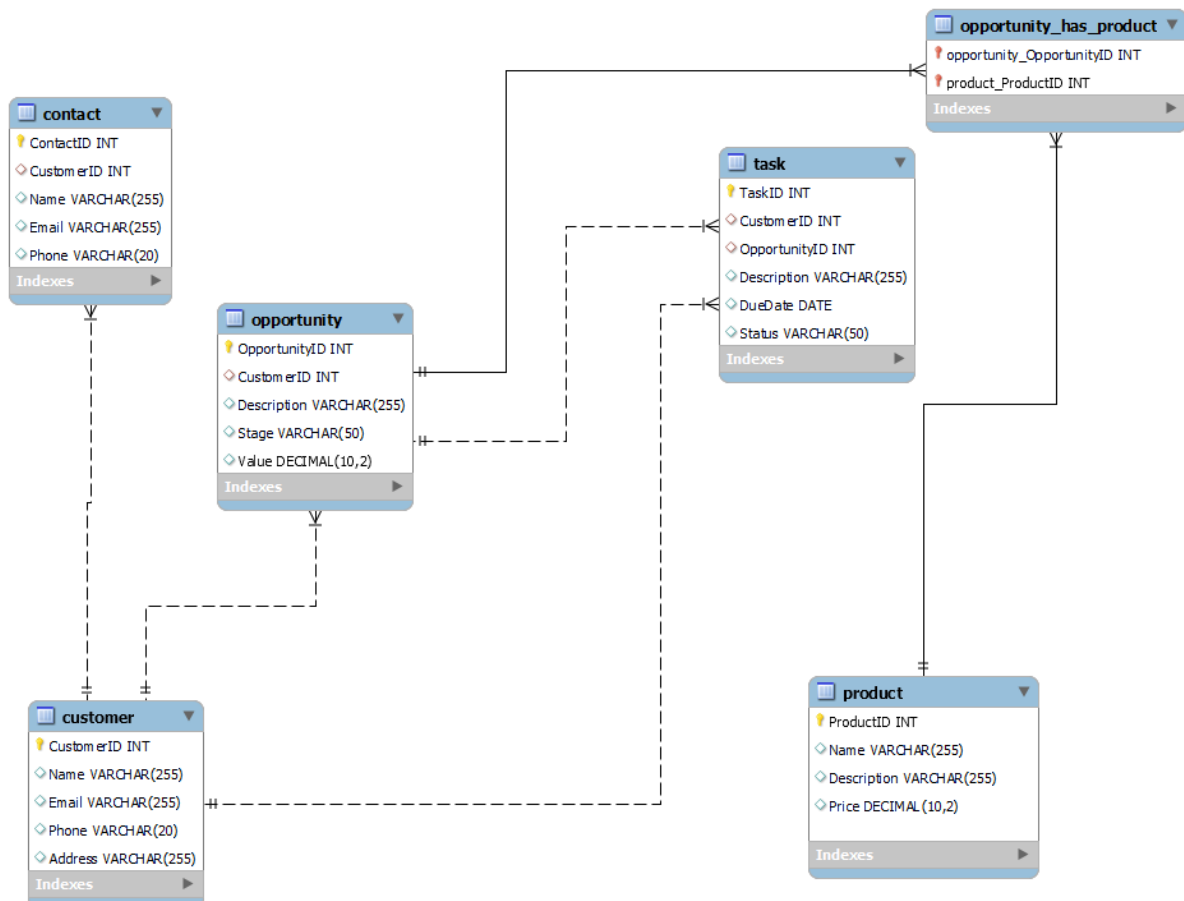 opportunity_has_product
opportunity_OpportunityID INT
product_ProductID INT
Indexes
contact
ContactID INT
CustomerID INT
Name VARCHAR(255)
Email VARCHAR(255)
Phone VARCHAR(20)
Indexes
task
TaskID INT
CustomerID INT
OpportunityID INT
Description VARCHAR(255)
DueDate DATE
Status VARCHAR(50)
Indexes
opportunity
OpportunityID INT
CustomerID INT
Description VARCHAR(255)
Stage VARCHAR(50)
Value DECIMAL(10,2)
Indexes
customer
CustomerID INT
Name VARCHAR(255)
Email VARCHAR(255)
Phone VARCHAR(20)
Address VARCHAR(255)
Indexes
product
ProductID INT
Name VARCHAR(255)
Description VARCHAR(255)
Price DECIMAL(10,2)
Indexes